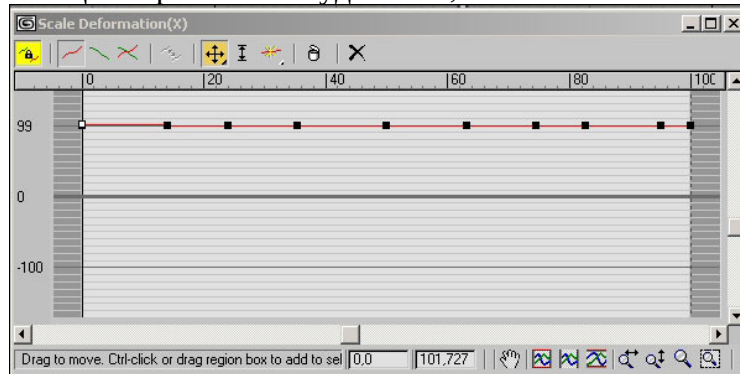 Scale Deformation(X)
0 20 40 60 80 100
99
0
-100
Drag to move. Ctrl-click or drag region box to add to sel 0,0 101,727